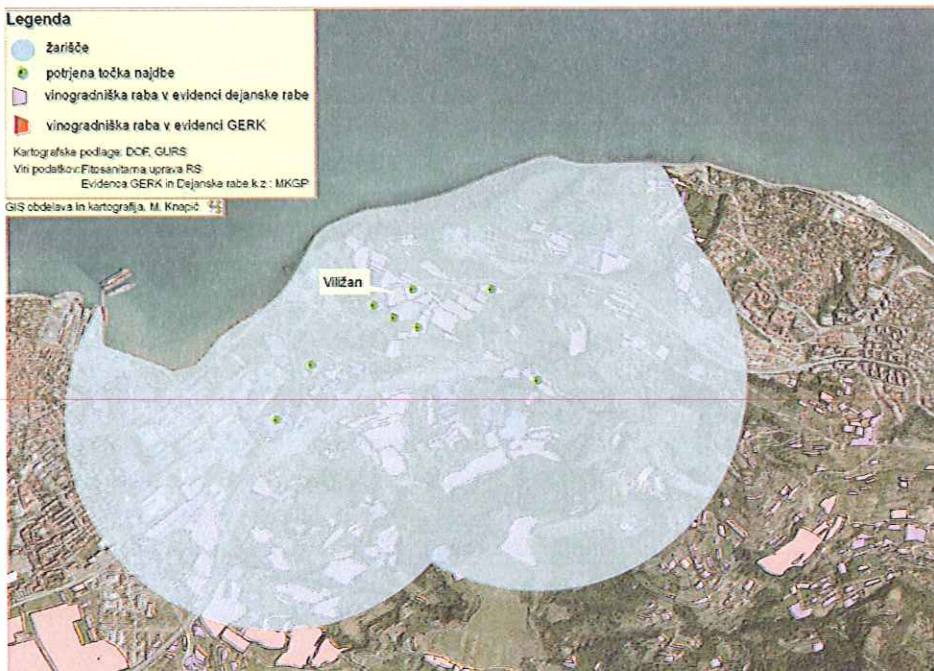 Legenda
žarišče
potrjena točka najdbe
vinogradniška raba v evidenci dejanske rabe
vinogradniška raba v evidenci GERK
Kartografske podlage: DOF, GURS
Viri podatkov: Fitosanitarna uprava RS
Evidenca GERK in Dejanske rabe k.z.: MKGP
GIS obdelava in kartografija, M. Knapič
Viližan